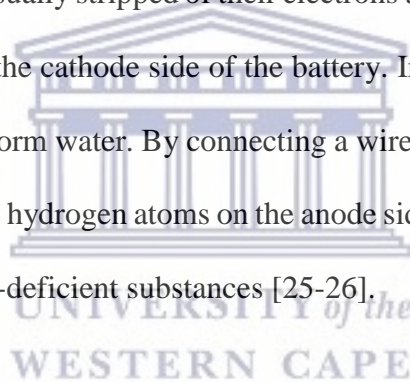 sually stripped of their electrons
the cathode side of the battery. I
orm water. By connecting a wire
hydrogen atoms on the anode sid
-deficient substances [25-26].
UNIVERSITY of the
WESTERN CAPE